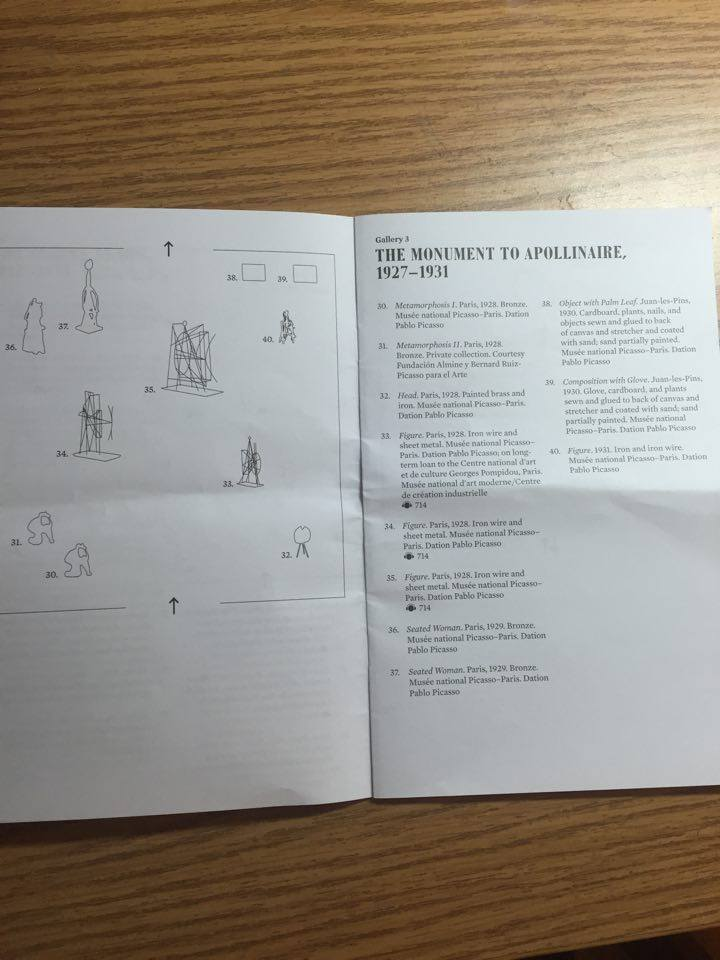 38.
39.
37.
36.
40.
35.
34.
33.
31.
30.
32.
Gallery 3
THE MONUMENT TO APOLLINAIRE,
1927–1931
30. Metamorphosis I. Paris, 1928. Bronze.
Musée national Picasso–Paris. Dation
Pablo Picasso
31. Metamorphosis II. Paris, 1928.
Bronze. Private collection. Courtesy
Fundación Almine y Bernard Ruiz-
Picasso para el Arte
32. Head. Paris, 1928. Painted brass and
iron. Musée national Picasso–Paris.
Dation Pablo Picasso
33. Figure. Paris, 1928. Iron wire and
sheet metal. Musée national Picasso–
Paris. Dation Pablo Picasso; on long-
term loan to the Centre national d'art
et de culture Georges Pompidou, Paris.
Musée national d'art moderne/Centre
de création industrielle
714
34. Figure. Paris, 1928. Iron wire and
sheet metal. Musée national Picasso–
Paris. Dation Pablo Picasso
714
35. Figure. Paris, 1928. Iron wire and
sheet metal. Musée national Picasso–
Paris. Dation Pablo Picasso
714
36. Seated Woman. Paris, 1929. Bronze.
Musée national Picasso–Paris. Dation
Pablo Picasso
37. Seated Woman. Paris, 1929. Bronze.
Musée national Picasso–Paris. Dation
Pablo Picasso
38. Object with Palm Leaf. Juan-les-Pins,
1930. Cardboard, plants, nails, and
objects sewn and glued to back
of canvas and stretcher and coated
with sand; sand partially painted.
Musée national Picasso–Paris. Dation
Pablo Picasso
39. Composition with Glove. Juan-les-Pins,
1930. Glove, cardboard, and plants
sewn and glued to back of canvas and
stretcher and coated with sand; sand
partially painted. Musée national
Picasso–Paris. Dation Pablo Picasso
40. Figure. 1931. Iron and iron wire.
Musée national Picasso–Paris. Dation
Pablo Picasso